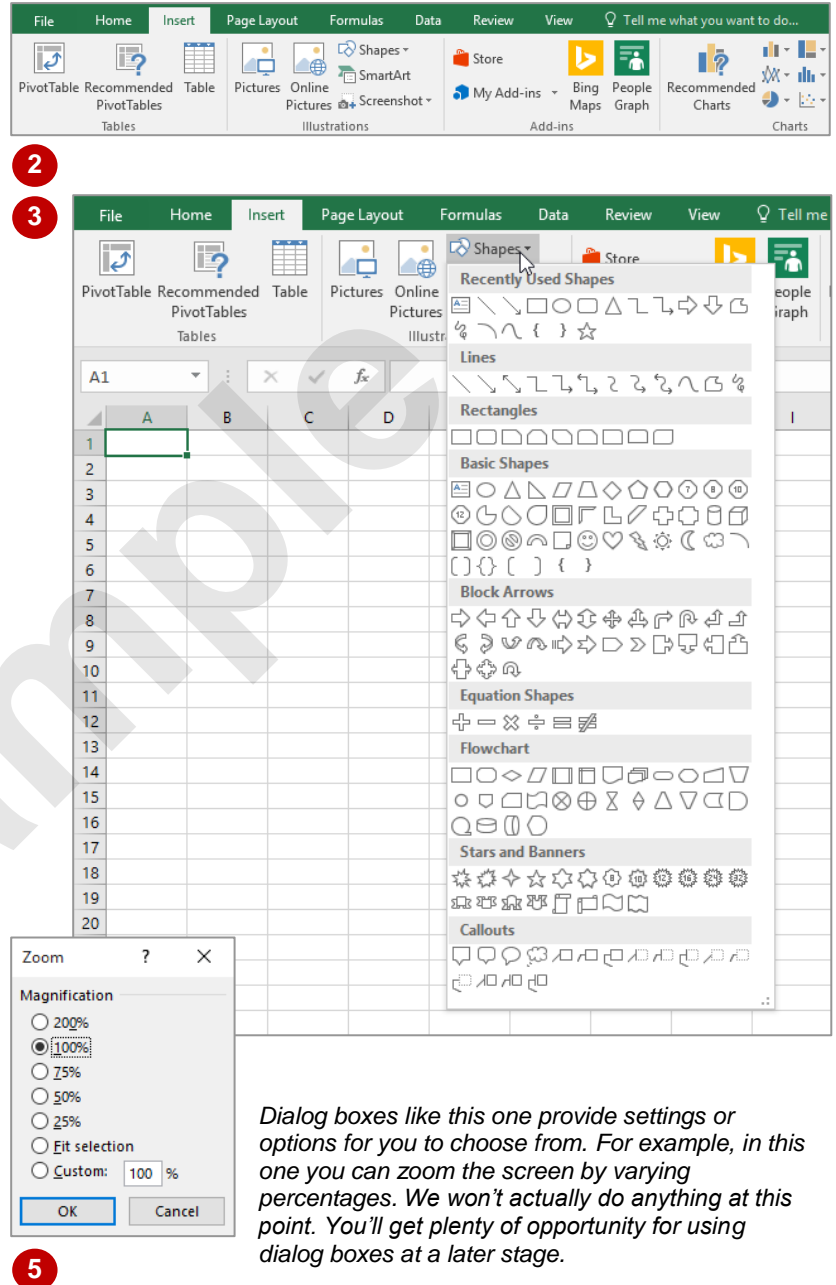 File Home Insert Page Layout Formulas Data Review View Tell me what you want to do...
PivotTable Recommended PivotTables Table Pictures Online Pictures Shapes SmartArt Screenshot Store My Add-ins Bing Maps People Graph Recommended Charts
Tables Illustrations Add-ins Charts
2
3
File Home Insert Page Layout Formulas Data Review View Tell me
PivotTable Recommended PivotTables Table Pictures Online Pictures Shapes Store eople raph
Tables Illustr
A1 fx
A B C D I
1
2
3
4
5
6
7
8
9
10
11
12
13
14
15
16
17
18
19
20
Recently Used Shapes
Lines
Rectangles
Basic Shapes
Block Arrows
Equation Shapes
Flowchart
Stars and Banners
Callouts
Zoom ? ×
Magnification
200%
100%
75%
50%
25%
Fit selection
Custom: 100 %
OK Cancel
5
Dialog boxes like this one provide settings or
options for you to choose from. For example, in this
one you can zoom the screen by varying
percentages. We won’t actually do anything at this
point. You’ll get plenty of opportunity for using
dialog boxes at a later stage.
mple